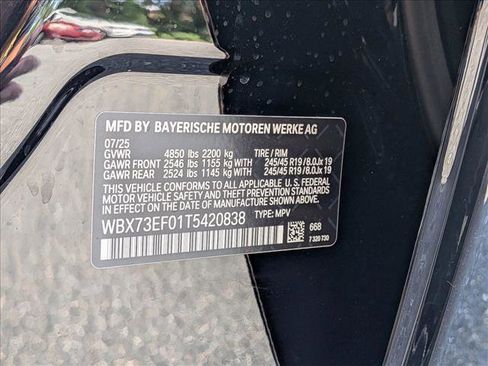 MFD BY BAYERISCHE MOTOREN WERKE AG
07/25
GVWR 4850 lbs 2200 kg TIRE / RIM
GAWR FRONT 2546 lbs 1155 kg WITH 245/45 R19 /8.0Jx19
GAWR REAR 2524 lbs 1145 kg WITH 245/45 R19 /8.0Jx19
THIS VEHICLE CONFORMS TO ALL APPLICABLE U.S. FEDERAL
MOTOR VEHICLE SAFETY AND THEFT PREVENTION STANDARDS
IN EFFECT ON THE DATE OF MANUFACTURE SHOWN ABOVE.
WBX73EF01T5420838 TYPE: MPV
668
7 320 730